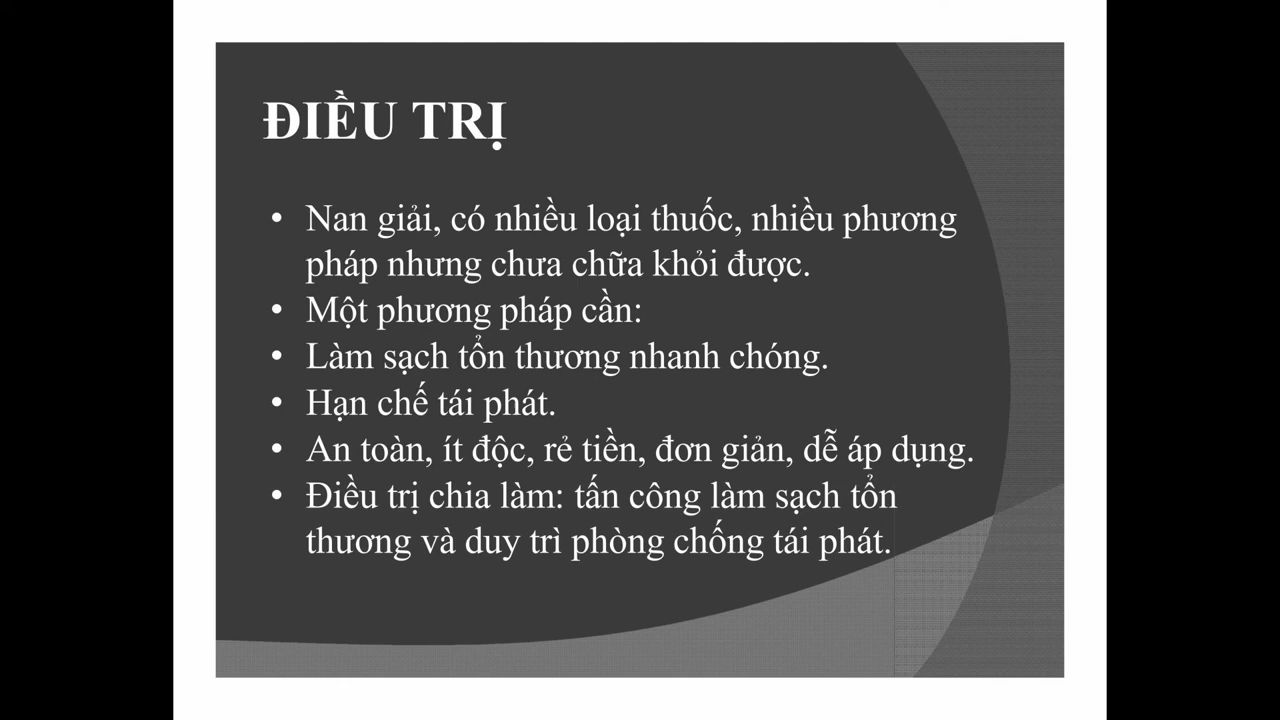 ĐIỀU TRỊ
• Nan giải, có nhiều loại thuốc, nhiều phương
pháp nhưng chưa chữa khỏi được.
• Một phương pháp cần:
• Làm sạch tổn thương nhanh chóng.
• Hạn chế tái phát.
• An toàn, ít độc, rẻ tiền, đơn giản, dễ áp dụng.
• Điều trị chia làm: tấn công làm sạch tổn
thương và duy trì phòng chống tái phát.